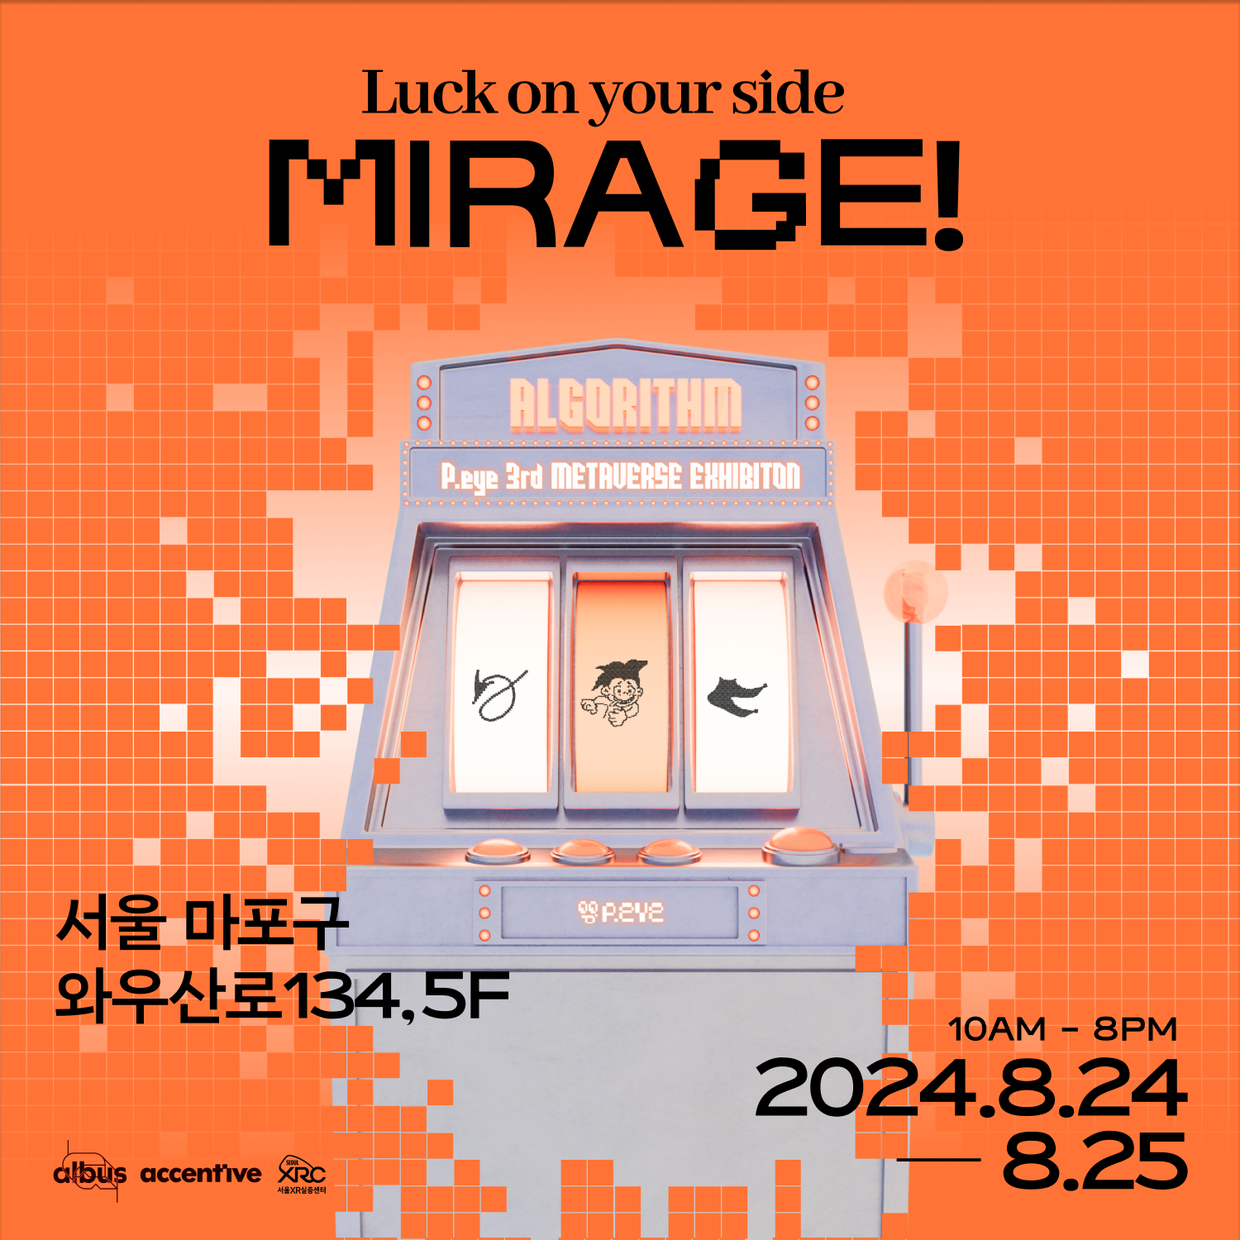 Luck on your side
MIRAGE!
ALGORITHM
P.eye 3rd METAVERSE EXHIBITON
P.eye
서울 마포구
와우산로134, 5F
10AM - 8PM
2024.8.24
— 8.25
albus
accentive
SEOUL
XRC
서울XR실증센터